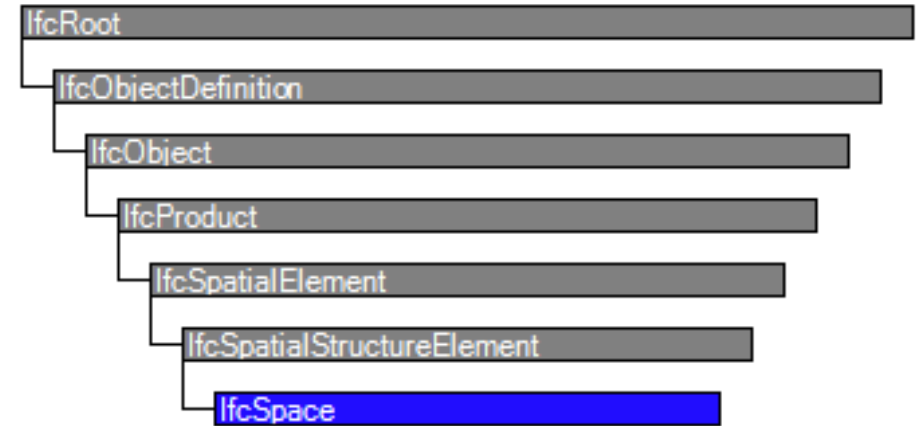 IfcRoot
IfcObjectDefinition
IfcObject
IfcProduct
IfcSpatialElement
IfcSpatialStructureElement
IfcSpace